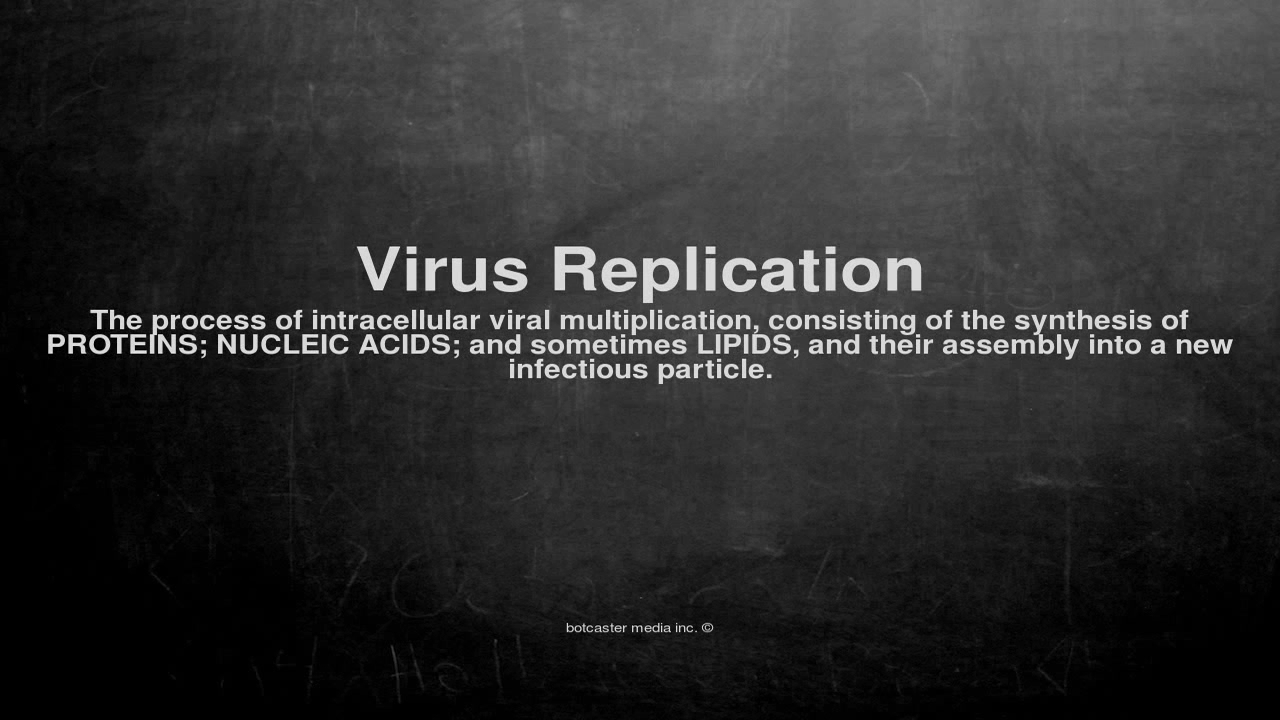 Virus Replication
The process of intracellular viral multiplication, consisting of the synthesis of
PROTEINS; NUCLEIC ACIDS; and sometimes LIPIDS, and their assembly into a new
infectious particle.
botcaster media inc. ©